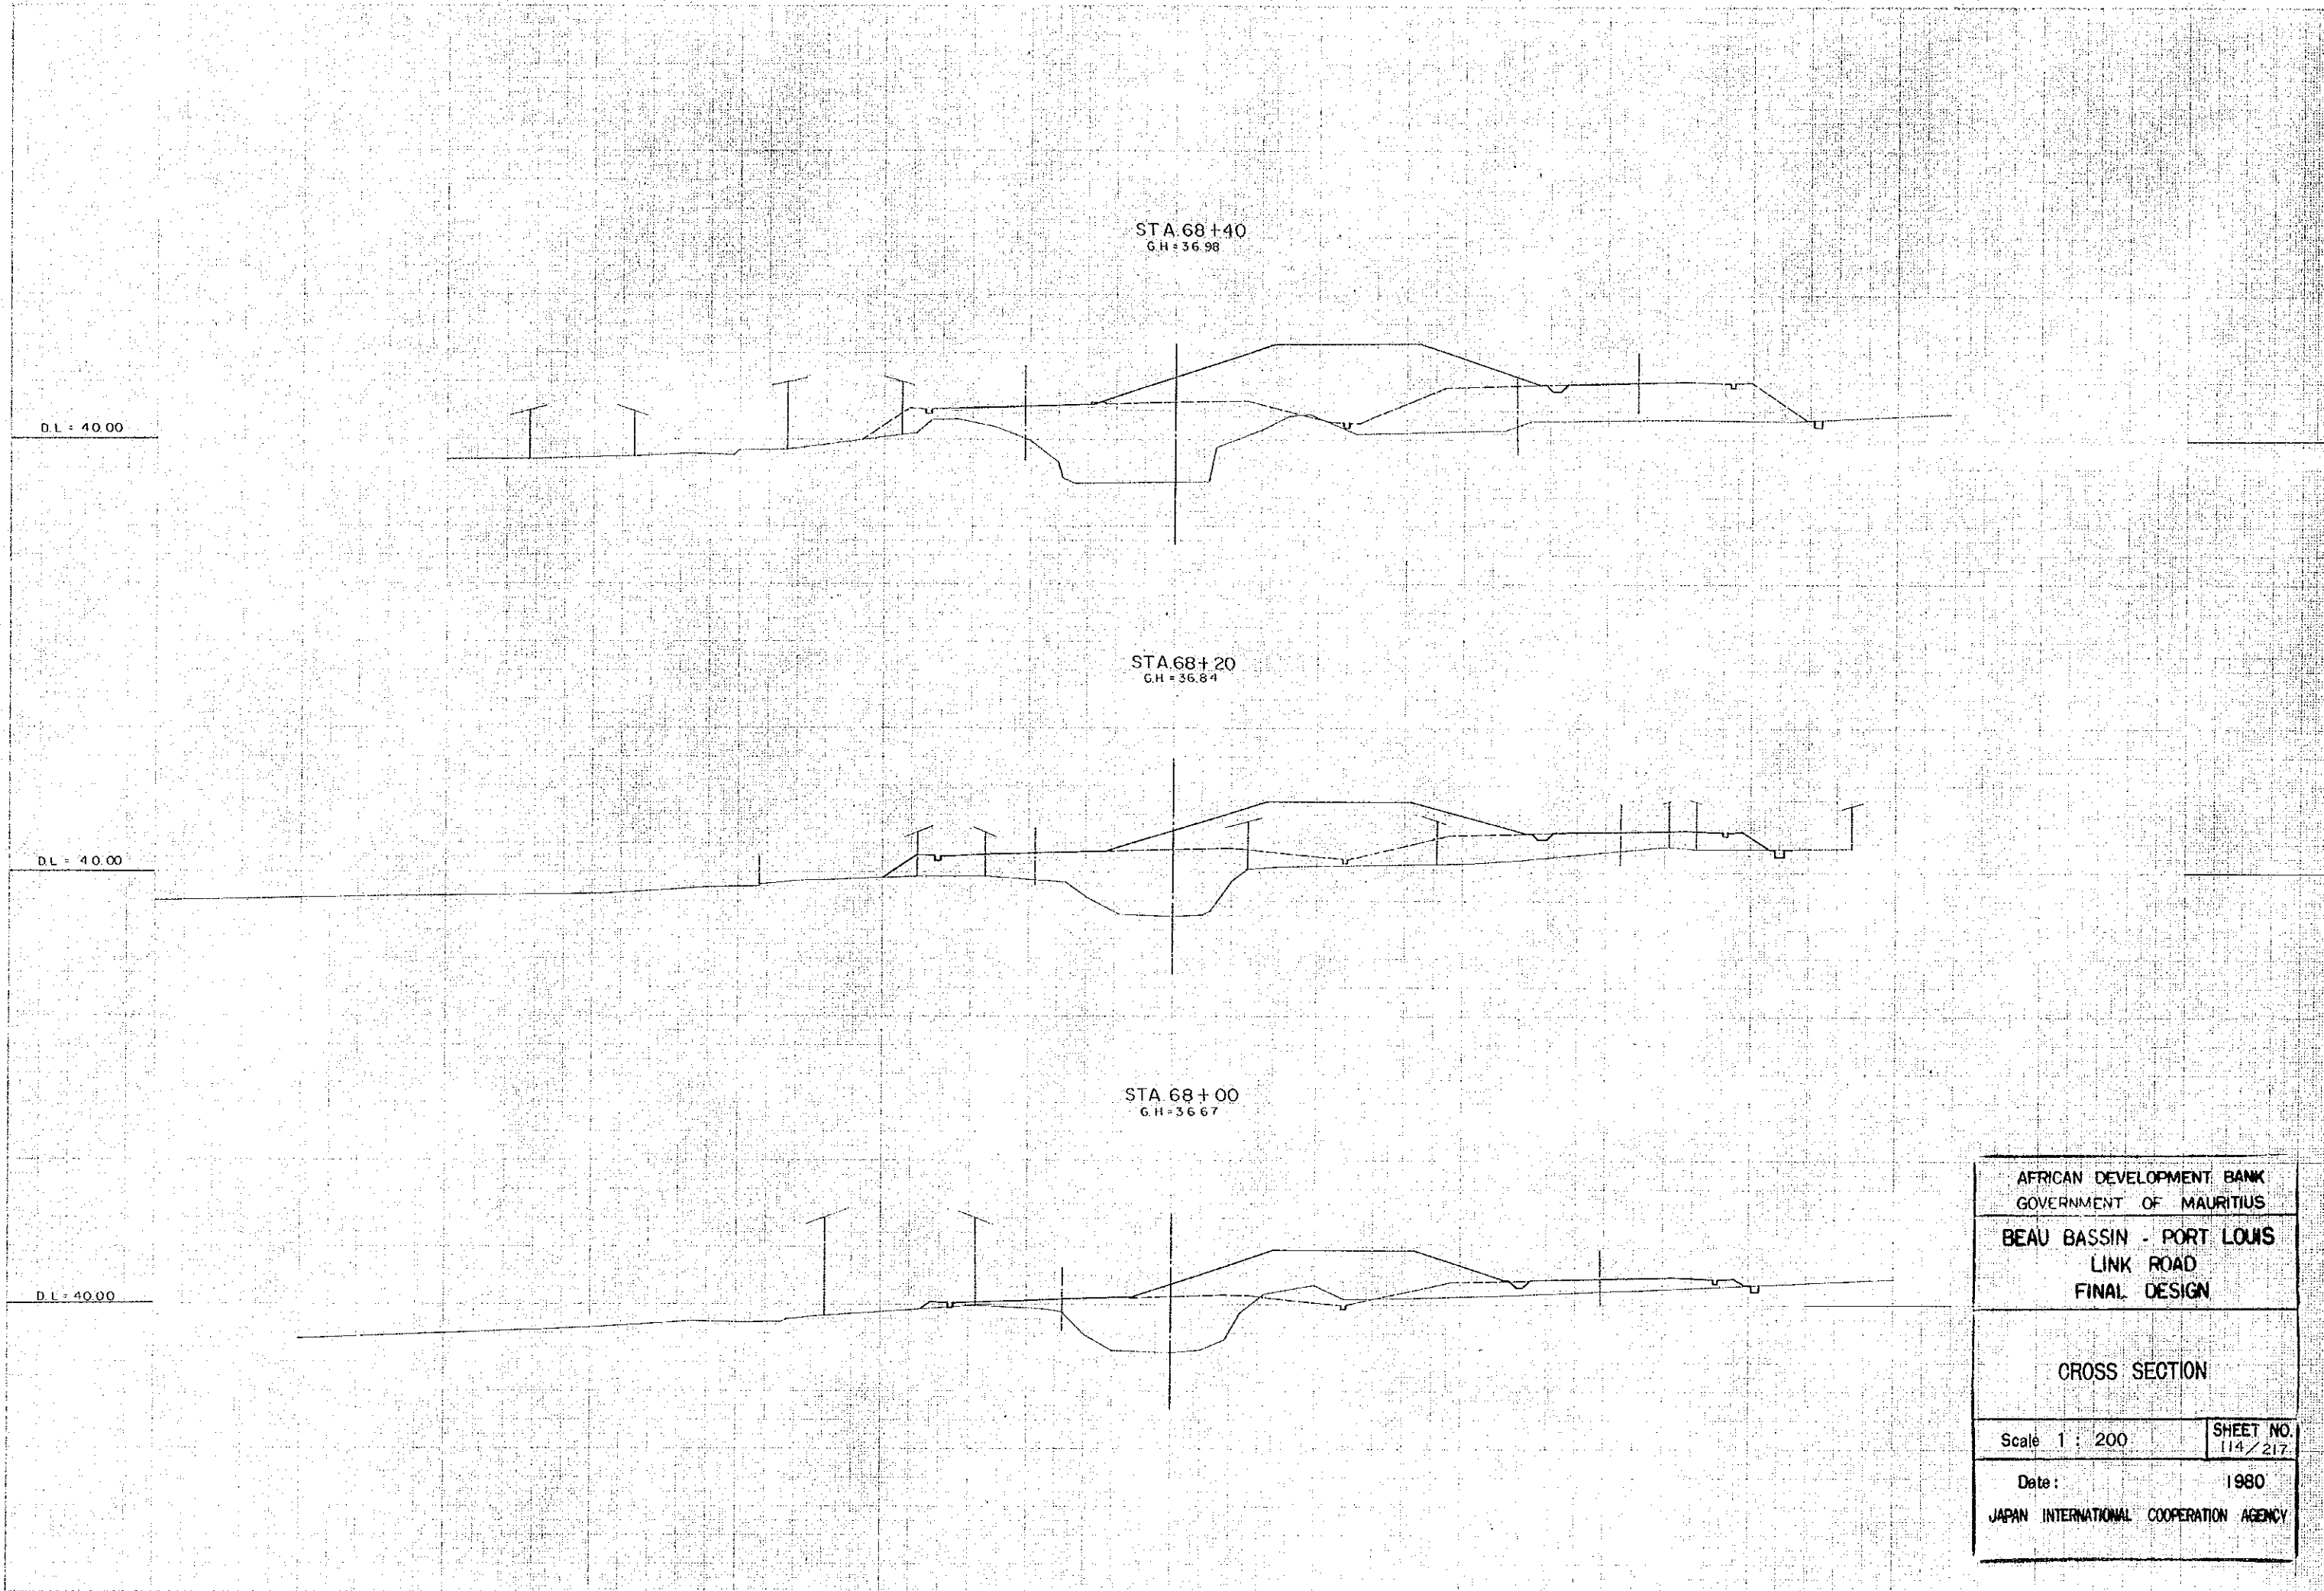 STA.68+40
G.H=36.98
D.L = 40.00
STA.68+20
G.H=36.84
D.L = 40.00
STA.68+00
G.H=36.67
D.L = 40.00
AFRICAN DEVELOPMENT BANK
GOVERNMENT OF MAURITIUS
BEAU BASSIN - PORT LOUIS
LINK ROAD
FINAL DESIGN
CROSS SECTION
Scale 1 : 200
SHEET NO.
114/217
Date: 1980
JAPAN INTERNATIONAL COOPERATION AGENCY